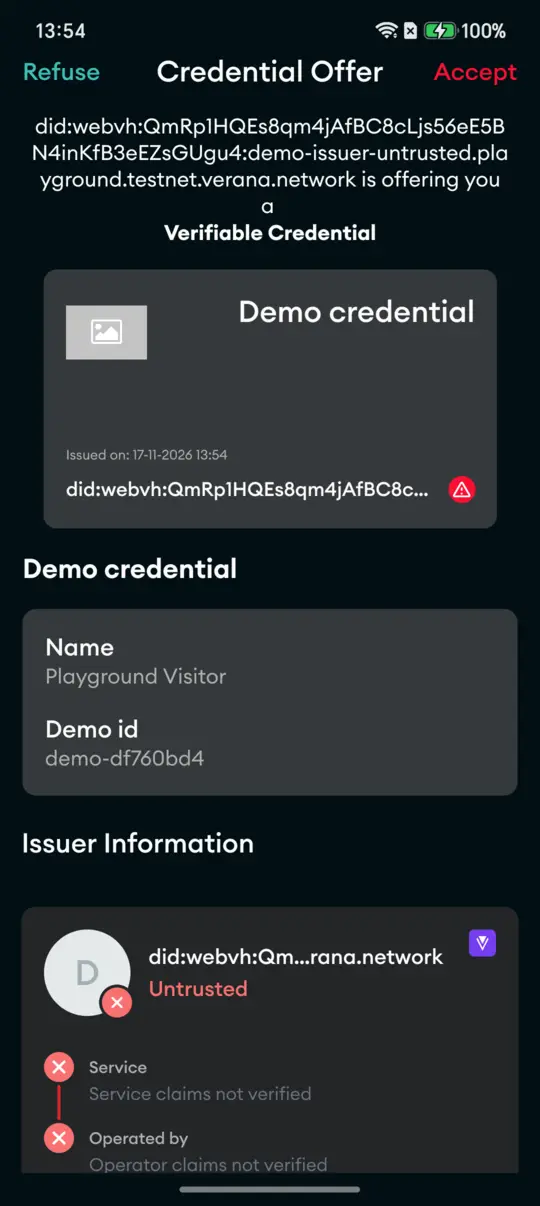 13:54
100%
Refuse
Credential Offer
Accept
did:webvh:QmRp1HQEs8qm4jAfBC8cLjs56eE5B
N4inKfB3eEZsGUgu4:demo-issuer-untrusted.pla
yground.testnet.verana.network is offering you
a
Verifiable Credential
Demo credential
Issued on: 17-11-2026 13:54
did:webvh:QmRp1HQEs8qm4jAfBC8c...
Demo credential
Name
Playground Visitor
Demo id
demo-df760bd4
Issuer Information
D
did:webvh:Qm...rana.network
Untrusted
Service
Service claims not verified
Operated by
Operator claims not verified